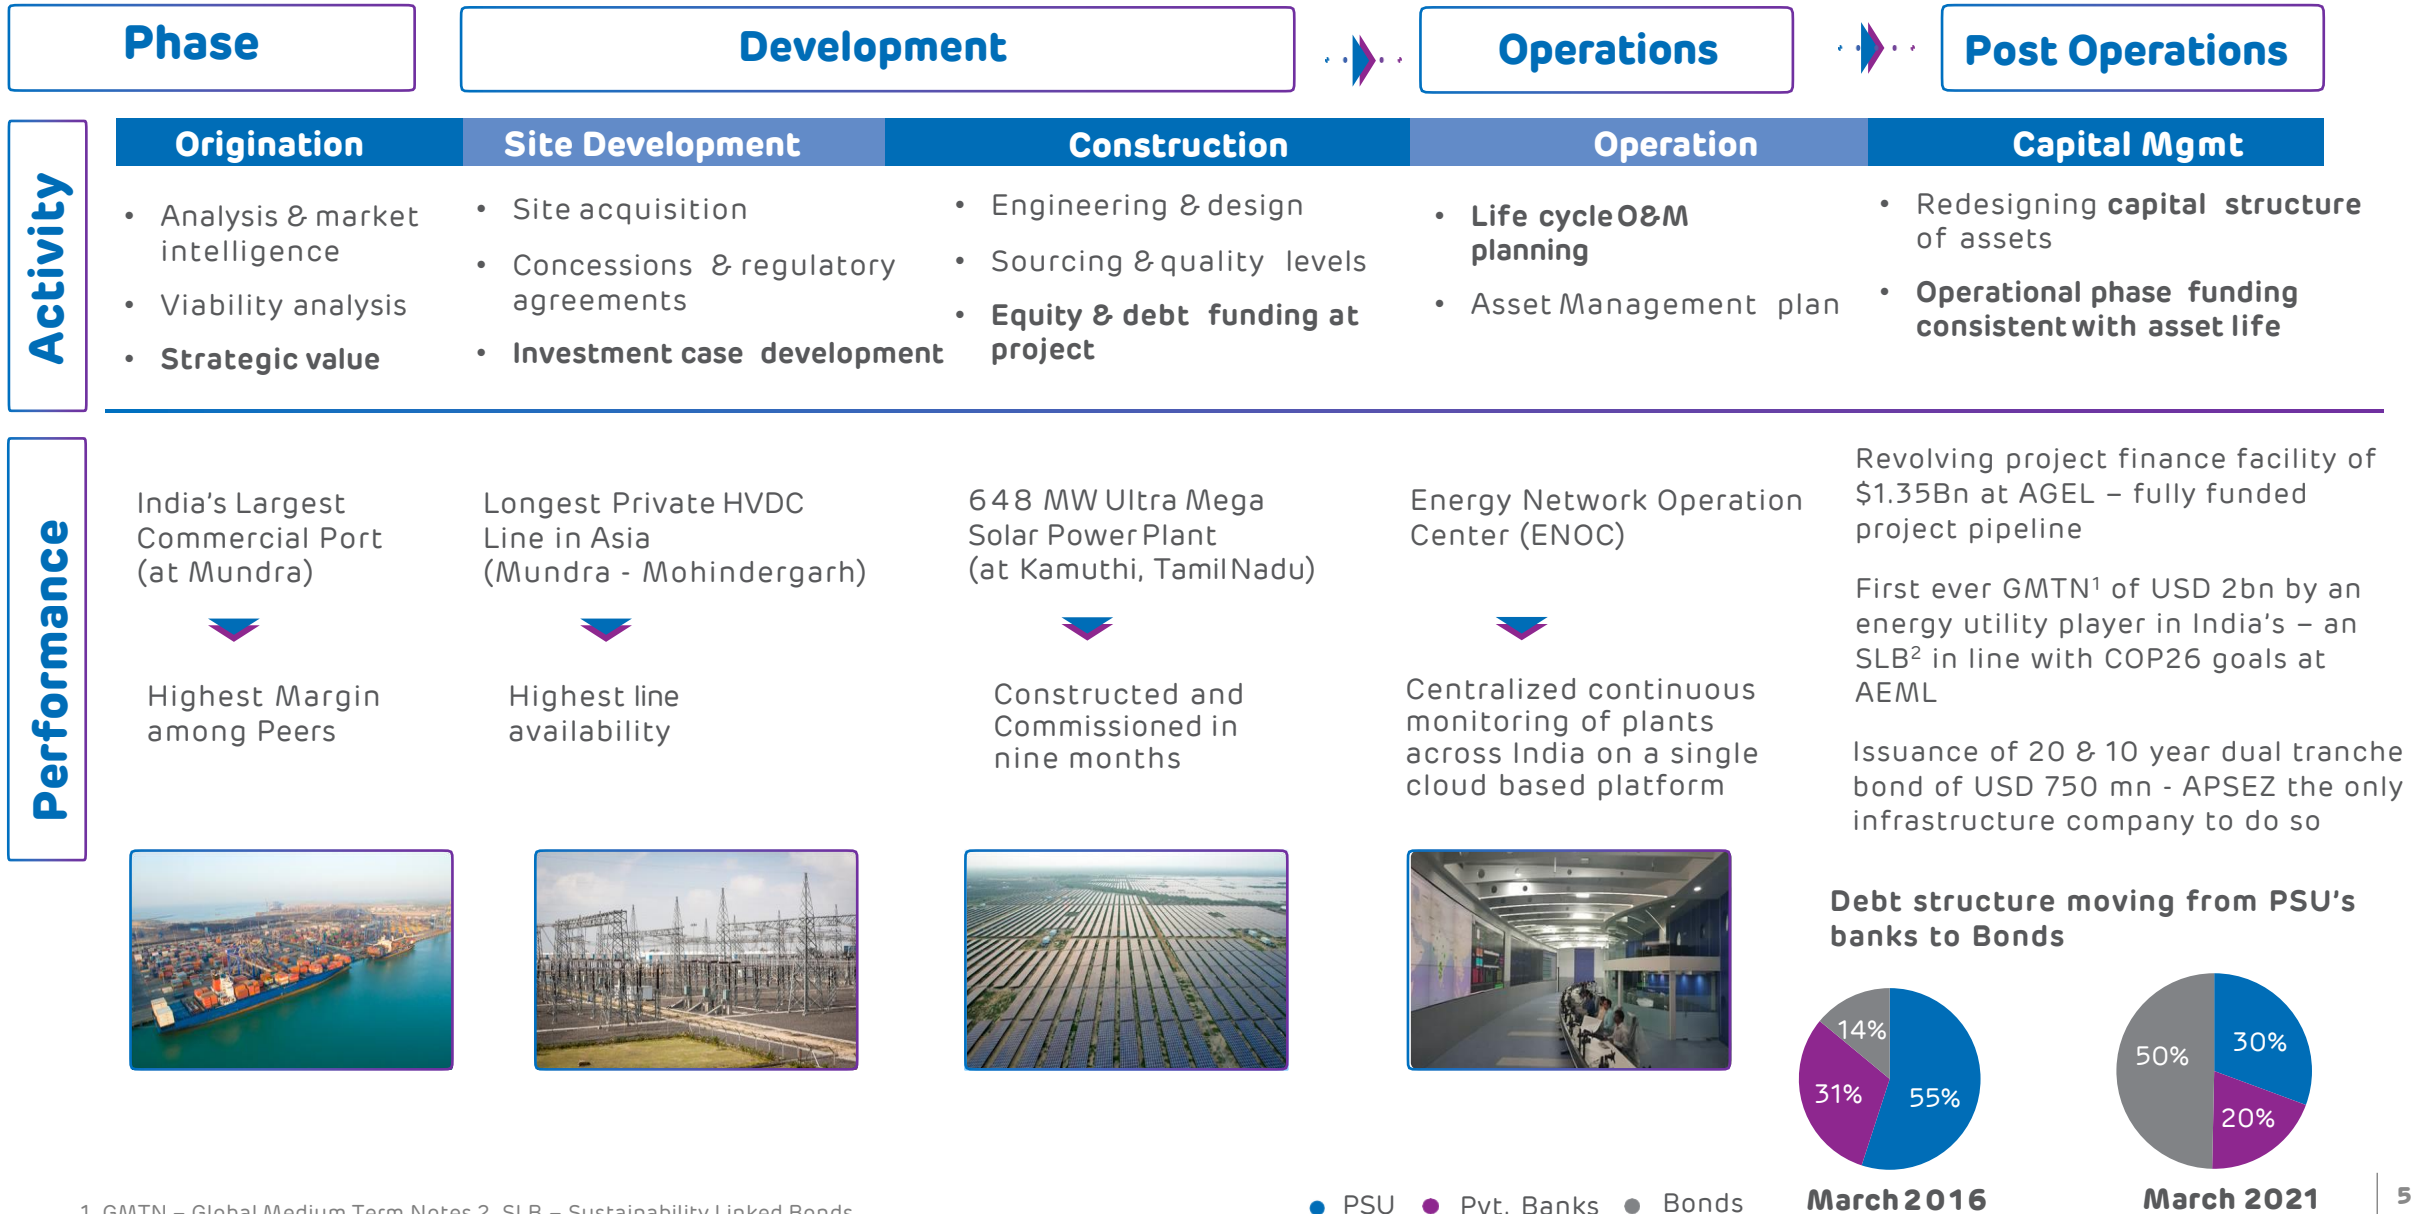 Phase
Development
Operations
Post Operations
Activity
Origination
Site Development
Construction
Operation
Capital Mgmt
• Analysis & market
intelligence
• Viability analysis
• Strategic value
• Site acquisition
• Concessions & regulatory
agreements
• Investment case development
• Engineering & design
• Sourcing & quality levels
• Equity & debt funding at
project
• Life cycle O&M
planning
• Asset Management plan
• Redesigning capital structure
of assets
• Operational phase funding
consistent with asset life
Performance
India's Largest
Commercial Port
(at Mundra)
Highest Margin
among Peers
Longest Private HVDC
Line in Asia
(Mundra - Mohindergarh)
Highest line
availability
648 MW Ultra Mega
Solar Power Plant
(at Kamuthi, Tamil Nadu)
Constructed and
Commissioned in
nine months
Energy Network Operation
Center (ENOC)
Centralized continuous
monitoring of plants
across India on a single
cloud based platform
Revolving project finance facility of
$1.35Bn at AGEL – fully funded
project pipeline
First ever GMTN¹ of USD 2bn by an
energy utility player in India's – an
SLB² in line with COP26 goals at
AEML
Issuance of 20 & 10 year dual tranche
bond of USD 750 mn - APSEZ the only
infrastructure company to do so
Debt structure moving from PSU's
banks to Bonds
14%
31%
55%
50%
30%
20%
March 2016
March 2021
PSU
Pvt. Banks
Bonds
1. GMTN – Global Medium Term Notes 2. SLB – Sustainability Linked Bonds
5